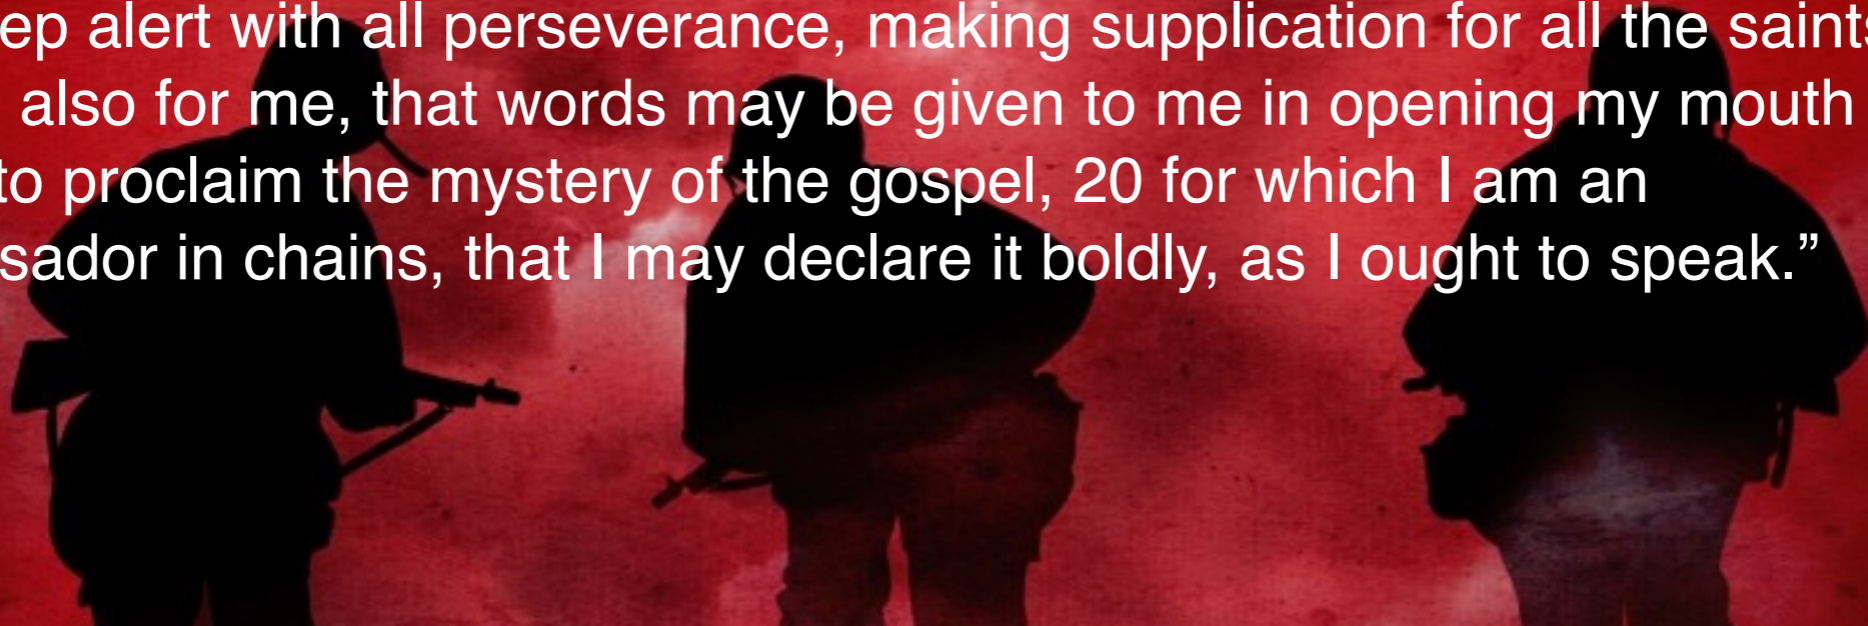 ep alert with all perseverance, making supplication for all the saints
also for me, that words may be given to me in opening my mouth
to proclaim the mystery of the gospel, 20 for which I am an
sador in chains, that I may declare it boldly, as I ought to speak.”